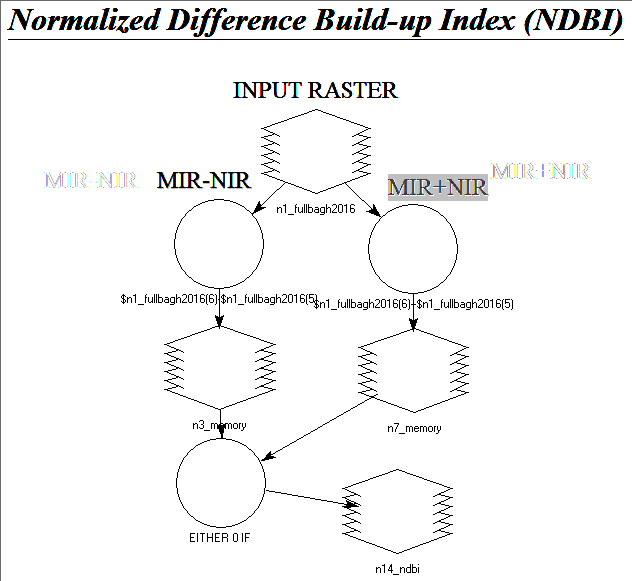 Normalized Difference Build-up Index (NDBI)
INPUT RASTER
MIR-NIR
MIR-NIR
MIR+NIR
MIR+NIR
n1_fullbagh2016
$n1_fullbagh2016(6)-$n1_fullbagh2016(5)
$n1_fullbagh2016(6)+$n1_fullbagh2016(5)
n3_memory
n7_memory
EITHER 0 IF
n14_ndbi